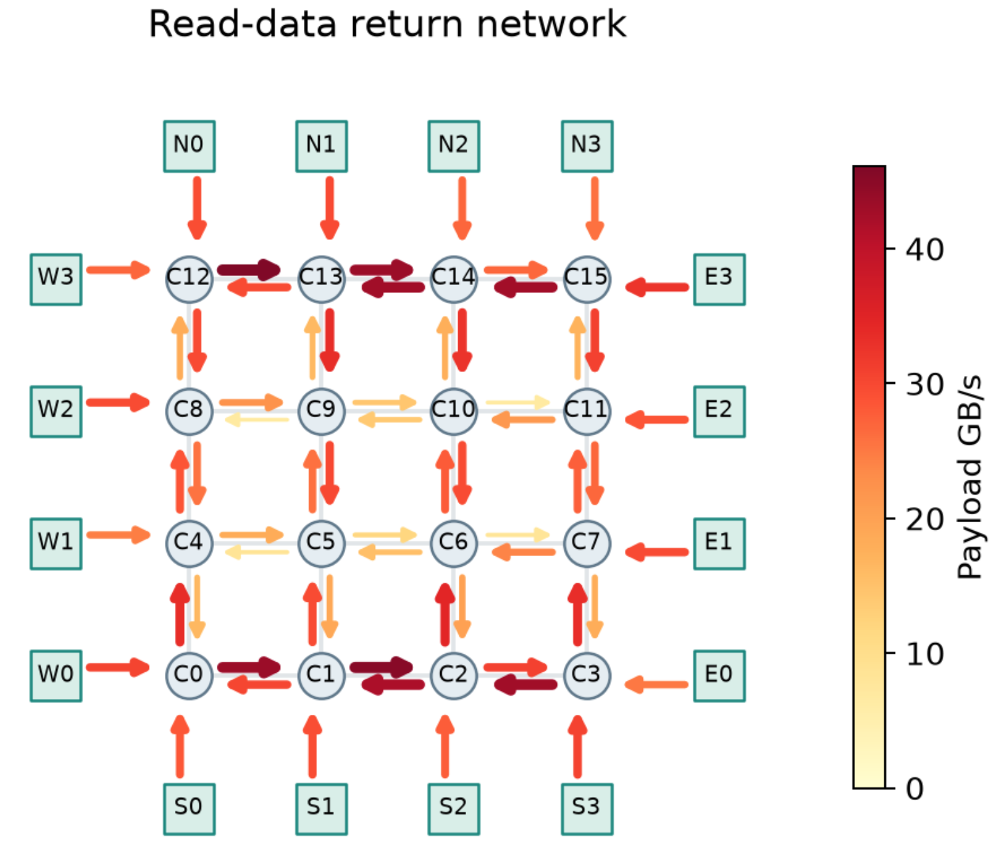 Read-data return network
N0 N1 N2 N3
W3 C12 C13 C14 C15 E3
W2 C8 C9 C10 C11 E2
W1 C4 C5 C6 C7 E1
W0 C0 C1 C2 C3 E0
S0 S1 S2 S3
40
30
20
10
0
Payload GB/s